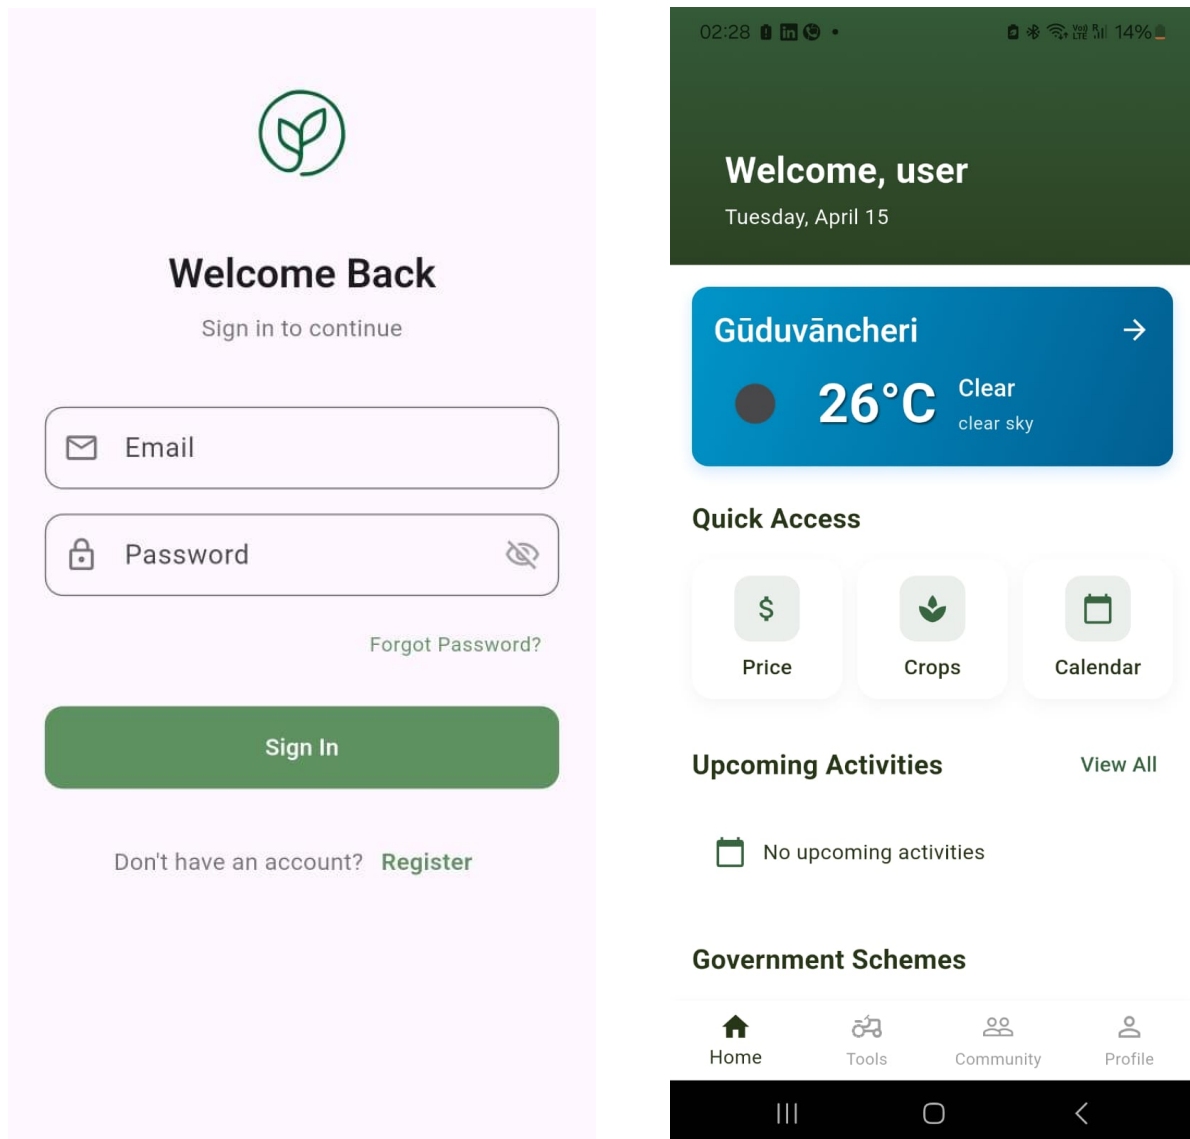 Welcome Back
Sign in to continue
Email
Password
Forgot Password?
Sign In
Don't have an account? Register
02:28 14%
Welcome, user
Tuesday, April 15
Gūduvāncheri
26°C
Clear
clear sky
Quick Access
Price Crops Calendar
Upcoming Activities View All
No upcoming activities
Government Schemes
Home Tools Community Profile